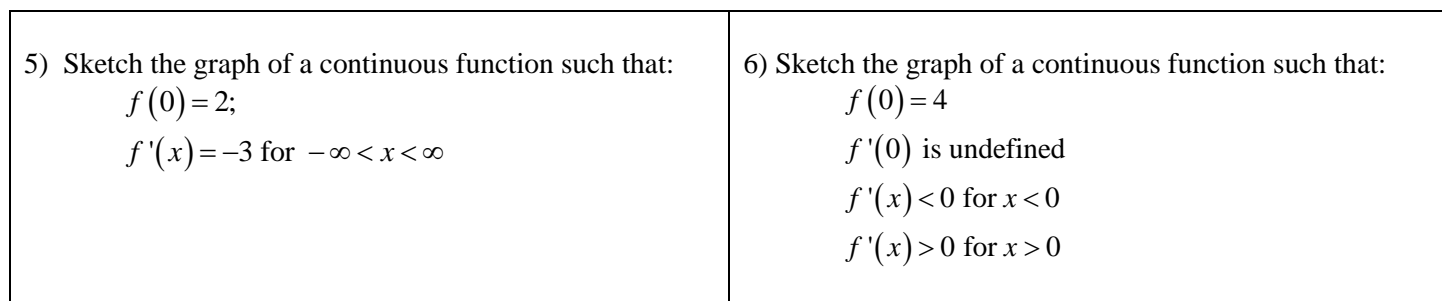 5) Sketch the graph of a continuous function such that:
f(0) = 2;
f '(x) = −3 for −∞ < x < ∞
6) Sketch the graph of a continuous function such that:
f(0) = 4
f '(0) is undefined
f '(x) < 0 for x < 0
f '(x) > 0 for x > 0